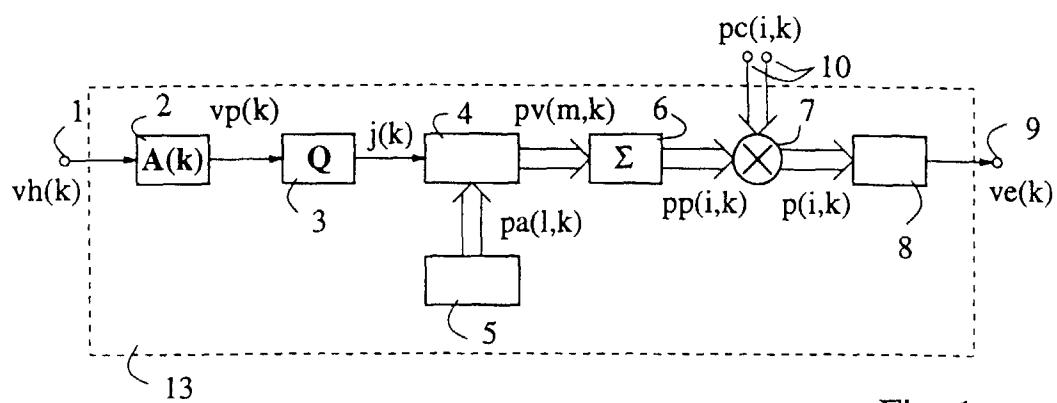 pc(i,k)
10
1
2
vp(k)
j(k)
4
pv(m,k)
6
7
9
A(k)
Q
Σ
vh(k)
3
pa(l,k)
pp(i,k)
p(i,k)
8
ve(k)
5
13